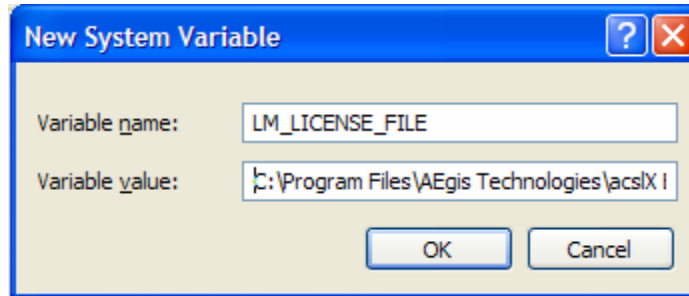 New System Variable
Variable name: LM_LICENSE_FILE
Variable value: C:\Program Files\AEgis Technologies\acslX
OK Cancel